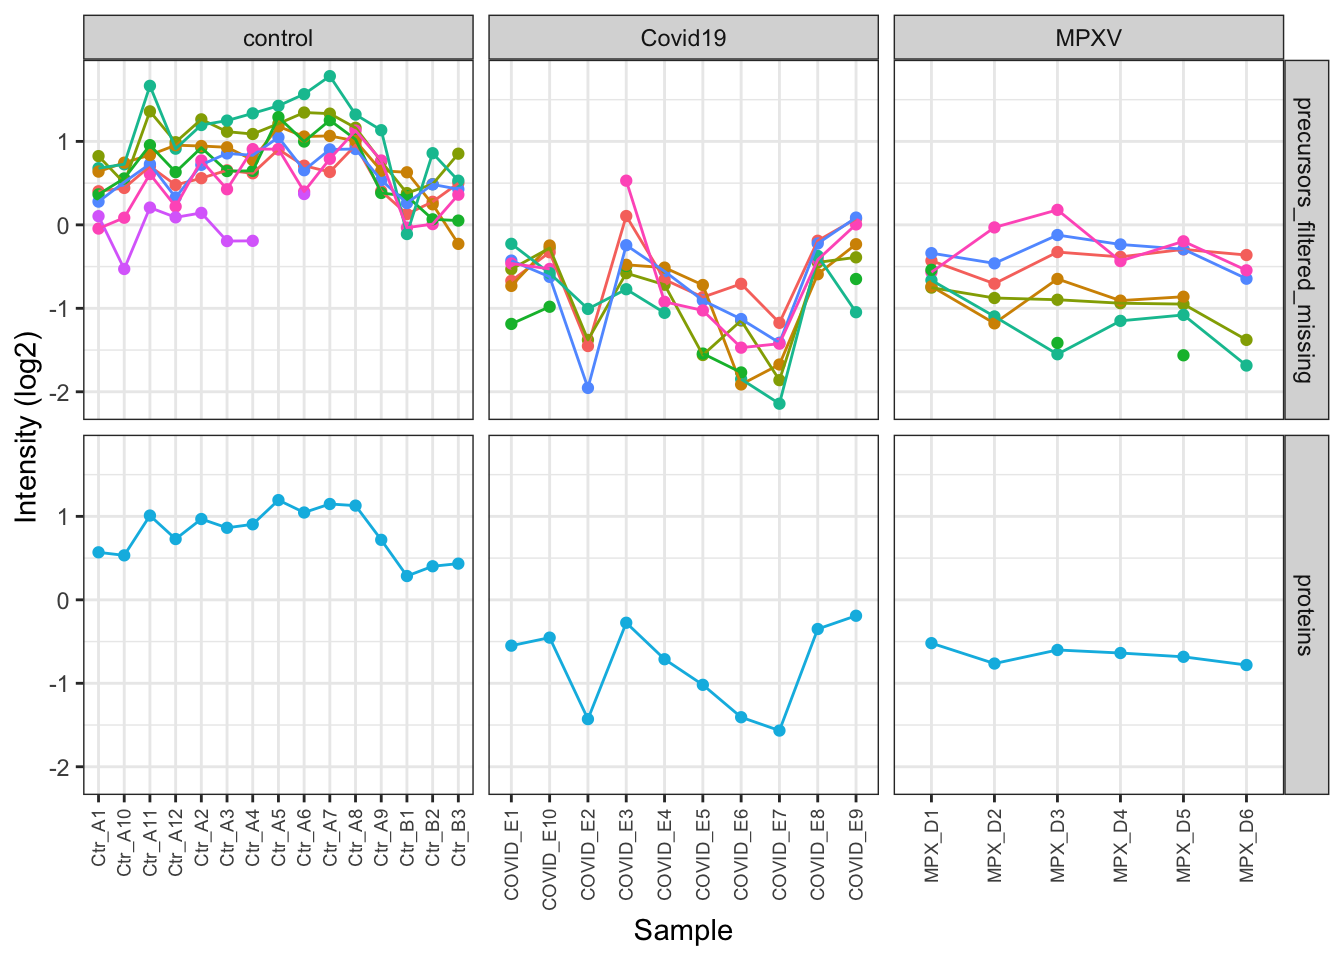 control
Covid19
MPXV
precursors_filtered_missing
proteins
Intensity (log2)
1
0
-1
-2
1
0
-1
-2
Ctr_A1
Ctr_A10
Ctr_A11
Ctr_A12
Ctr_A2
Ctr_A3
Ctr_A4
Ctr_A5
Ctr_A6
Ctr_A7
Ctr_A8
Ctr_A9
Ctr_B1
Ctr_B2
Ctr_B3
COVID_E1
COVID_E10
COVID_E2
COVID_E3
COVID_E4
COVID_E5
COVID_E6
COVID_E7
COVID_E8
COVID_E9
MPX_D1
MPX_D2
MPX_D3
MPX_D4
MPX_D5
MPX_D6
Sample